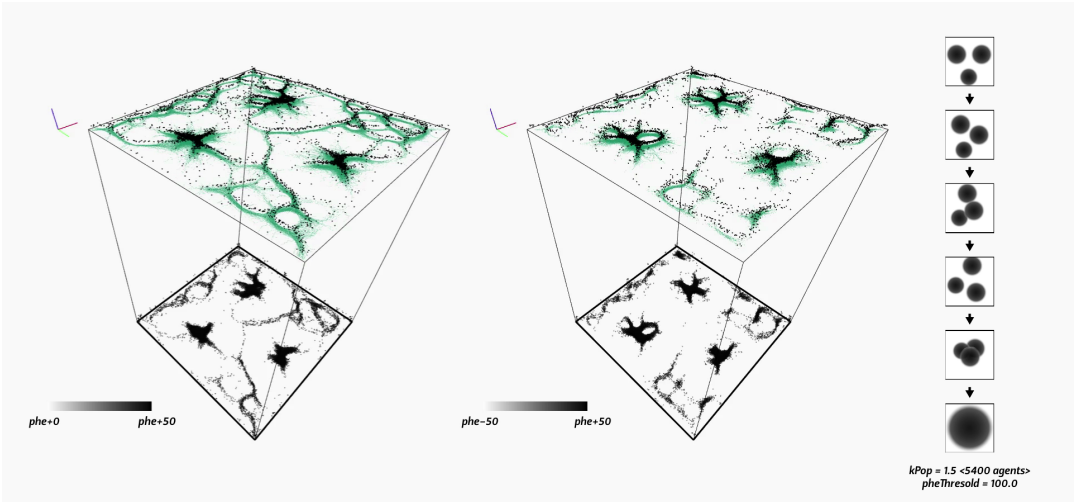 phe+0 phe+50
phe−50 phe+50
kPop = 1.5 <5400 agents>
pheThresold = 100.0